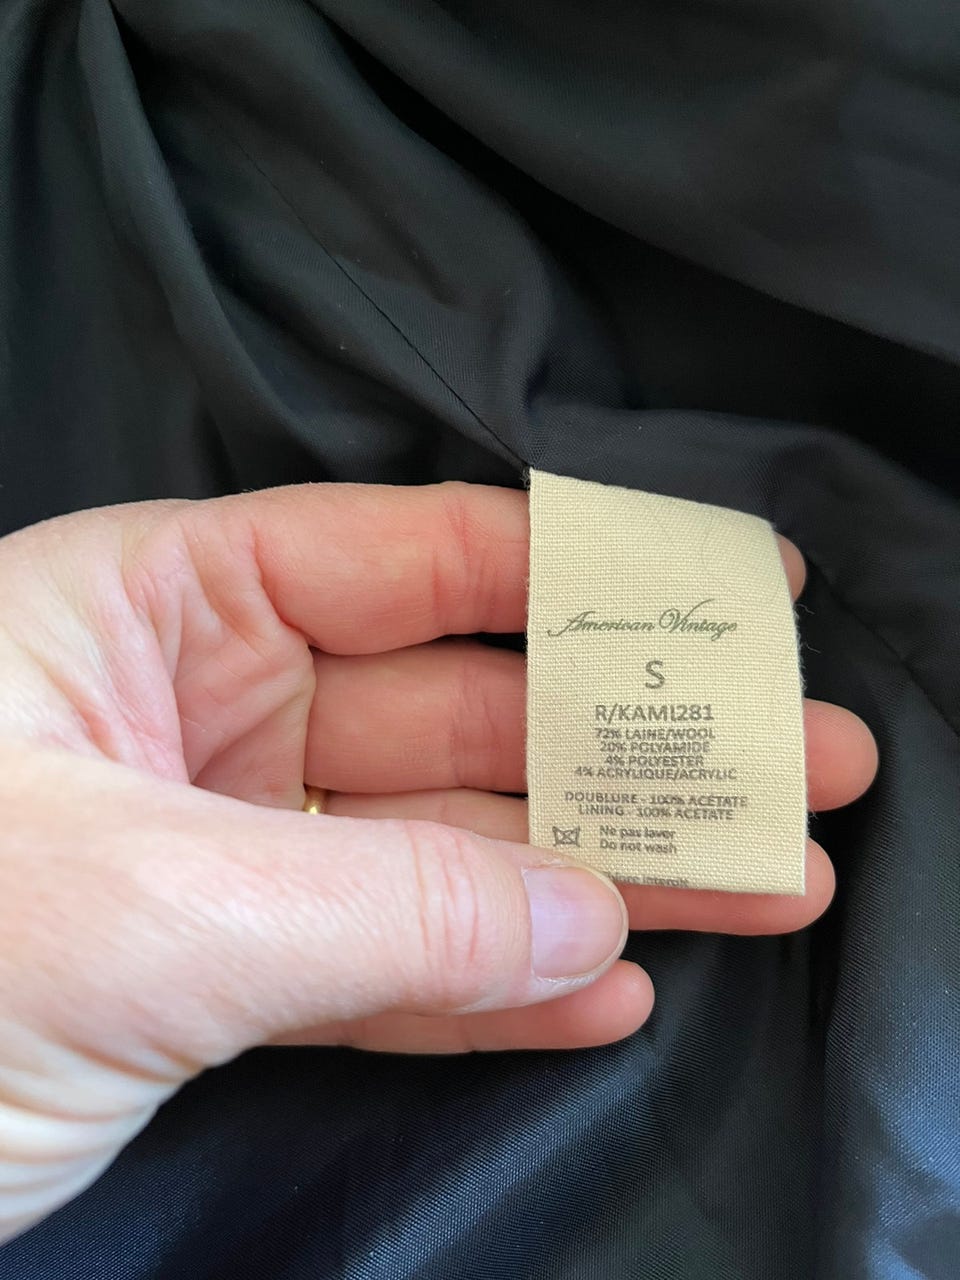 American Vintage
S
R/KAMI281
72% LAINE/WOOL
20% POLYAMIDE
4% POLYESTER
4% ACRYLIQUE/ACRYLIC
DOUBLURE - 100% ACÉTATE
LINING - 100% ACETATE
Ne pas laver
Do not wash